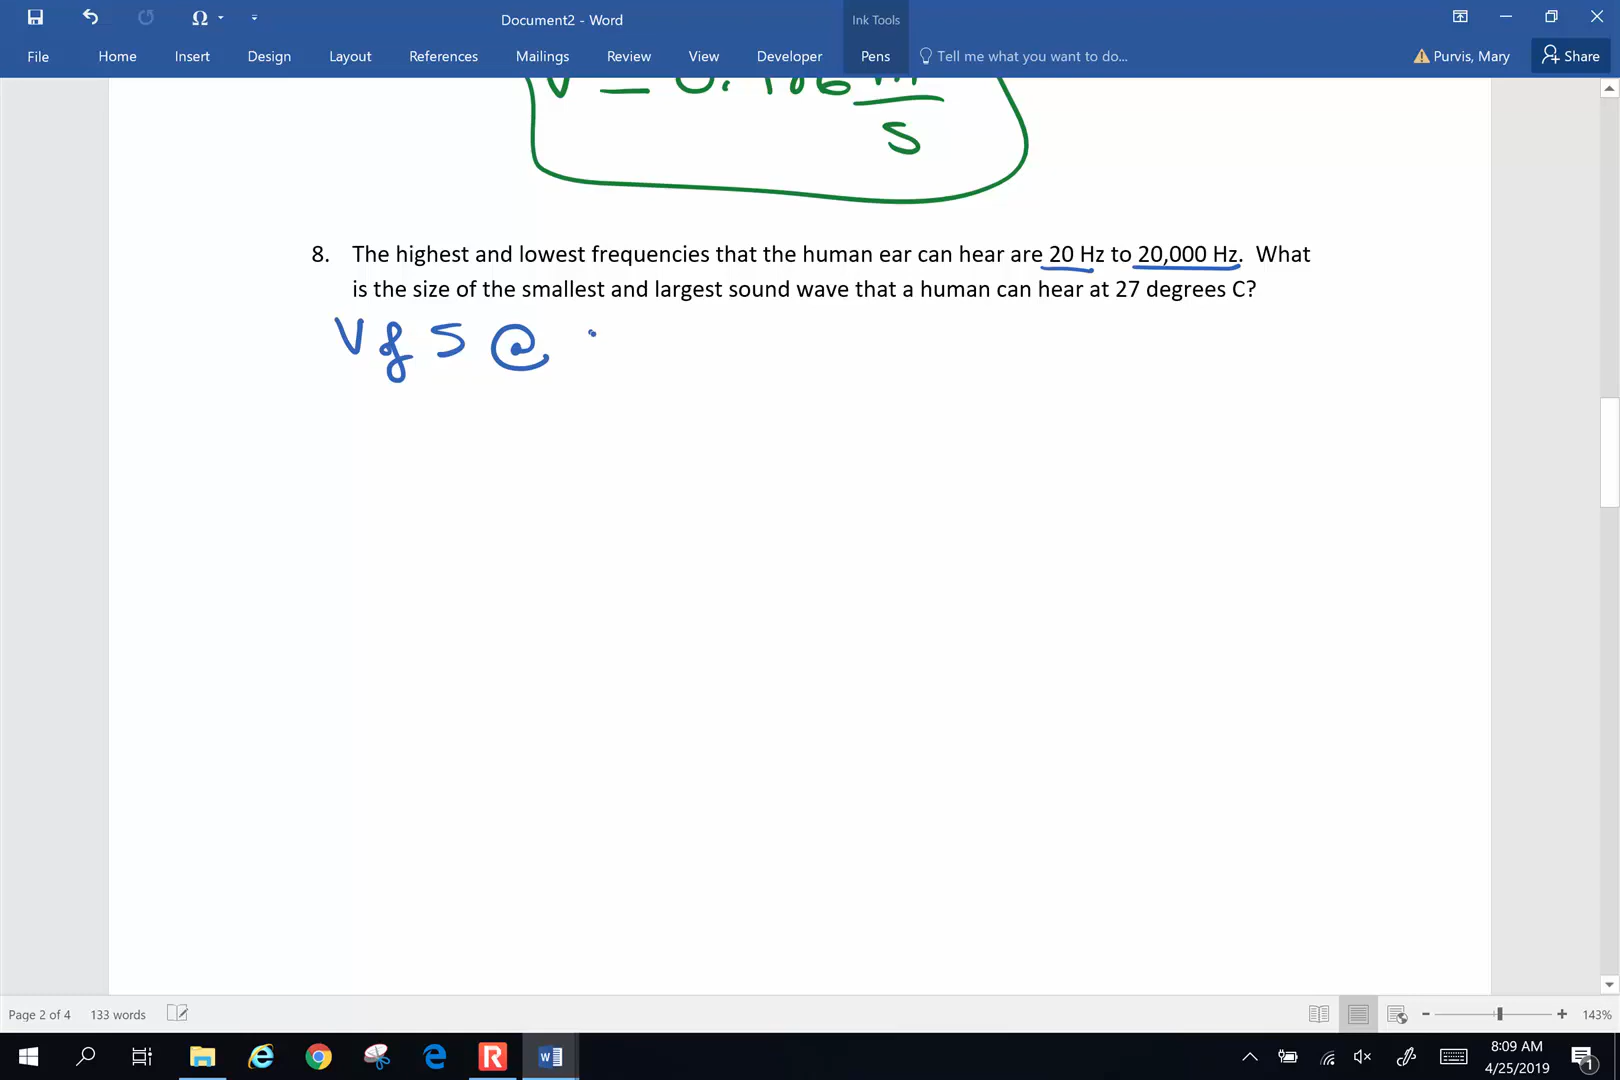 Document2 - Word
Ink Tools
File Home Insert Design Layout References Mailings Review View Developer Pens Tell me what you want to do... Purvis, Mary Share
s
8. The highest and lowest frequencies that the human ear can hear are 20 Hz to 20,000 Hz. What
is the size of the smallest and largest sound wave that a human can hear at 27 degrees C?
V of S @
Page 2 of 4 133 words 143%
8:09 AM
4/25/2019
1